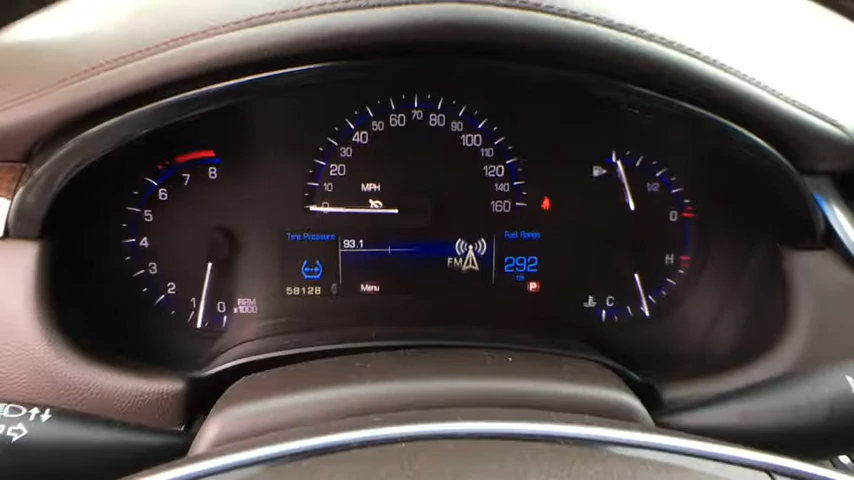 0 1 2 3 4 5 6 7 8
RPM
x1000
0 10 20 30 40 50 60 70 80 90 100 110 120 140 160
MPH
Tire Pressure
58128
93.1
FM
Menu
Fuel Range
292
P
1/2
0
H
C